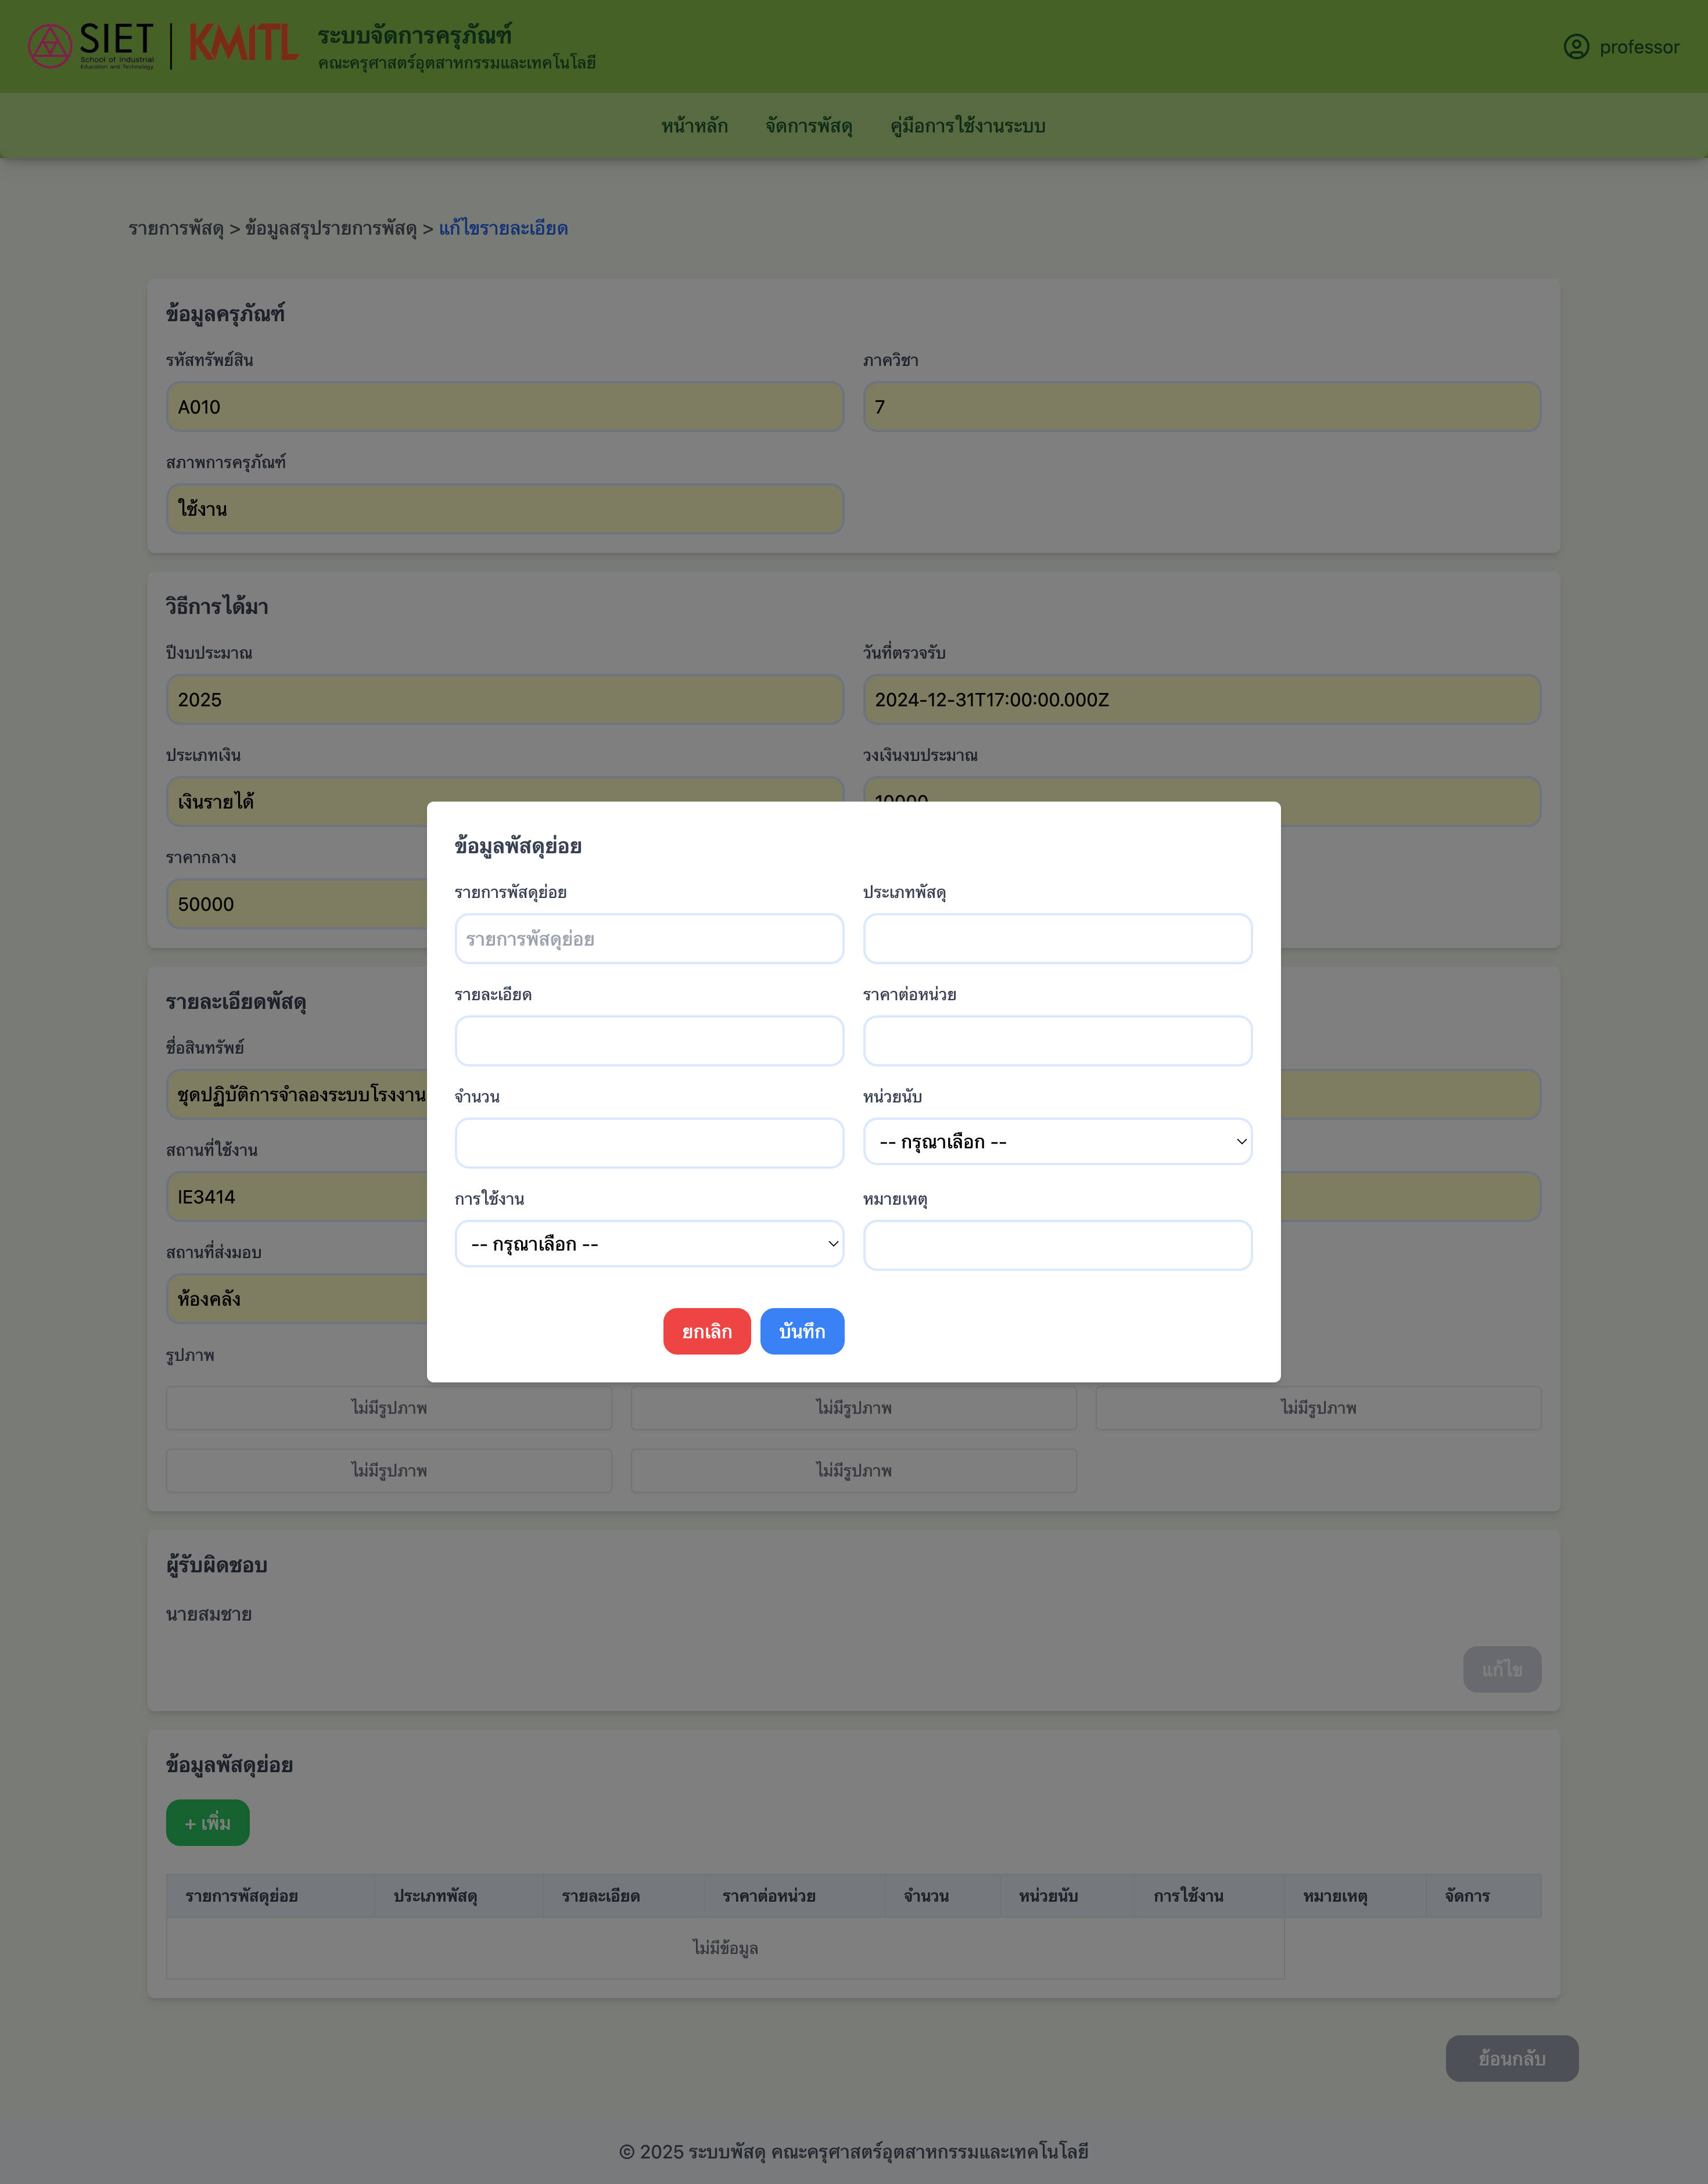 SIET
School of Industrial
Education and Technology
KMITL
ระบบจัดการครุภัณฑ์
คณะครุศาสตร์อุตสาหกรรมและเทคโนโลยี
professor
หน้าหลัก จัดการพัสดุ คู่มือการใช้งานระบบ
รายการพัสดุ > ข้อมูลสรุปรายการพัสดุ > แก้ไขรายละเอียด
ข้อมูลครุภัณฑ์
รหัสทรัพย์สิน ภาควิชา
A010 7
สภาพการครุภัณฑ์
ใช้งาน
วิธีการได้มา
ปีงบประมาณ วันที่ตรวจรับ
2025 2024-12-31T17:00:00.000Z
ประเภทเงิน วงเงินงบประมาณ
เงินรายได้ 10000
ราคากลาง
50000
ข้อมูลพัสดุย่อย
รายการพัสดุย่อย ประเภทพัสดุ
รายการพัสดุย่อย
รายละเอียด ราคาต่อหน่วย
จำนวน หน่วยนับ
-- กรุณาเลือก --
การใช้งาน หมายเหตุ
-- กรุณาเลือก --
ยกเลิก บันทึก
รายละเอียดพัสดุ
ชื่อสินทรัพย์
ชุดปฏิบัติการจำลองระบบโรงงาน
สถานที่ใช้งาน
IE3414
สถานที่ส่งมอบ
ห้องคลัง
รูปภาพ
ไม่มีรูปภาพ ไม่มีรูปภาพ ไม่มีรูปภาพ
ไม่มีรูปภาพ ไม่มีรูปภาพ
ผู้รับผิดชอบ
นายสมชาย
แก้ไข
ข้อมูลพัสดุย่อย
+ เพิ่ม
รายการพัสดุย่อย ประเภทพัสดุ รายละเอียด ราคาต่อหน่วย จำนวน หน่วยนับ การใช้งาน หมายเหตุ จัดการ
ไม่มีข้อมูล
ย้อนกลับ
© 2025 ระบบพัสดุ คณะครุศาสตร์อุตสาหกรรมและเทคโนโลยี